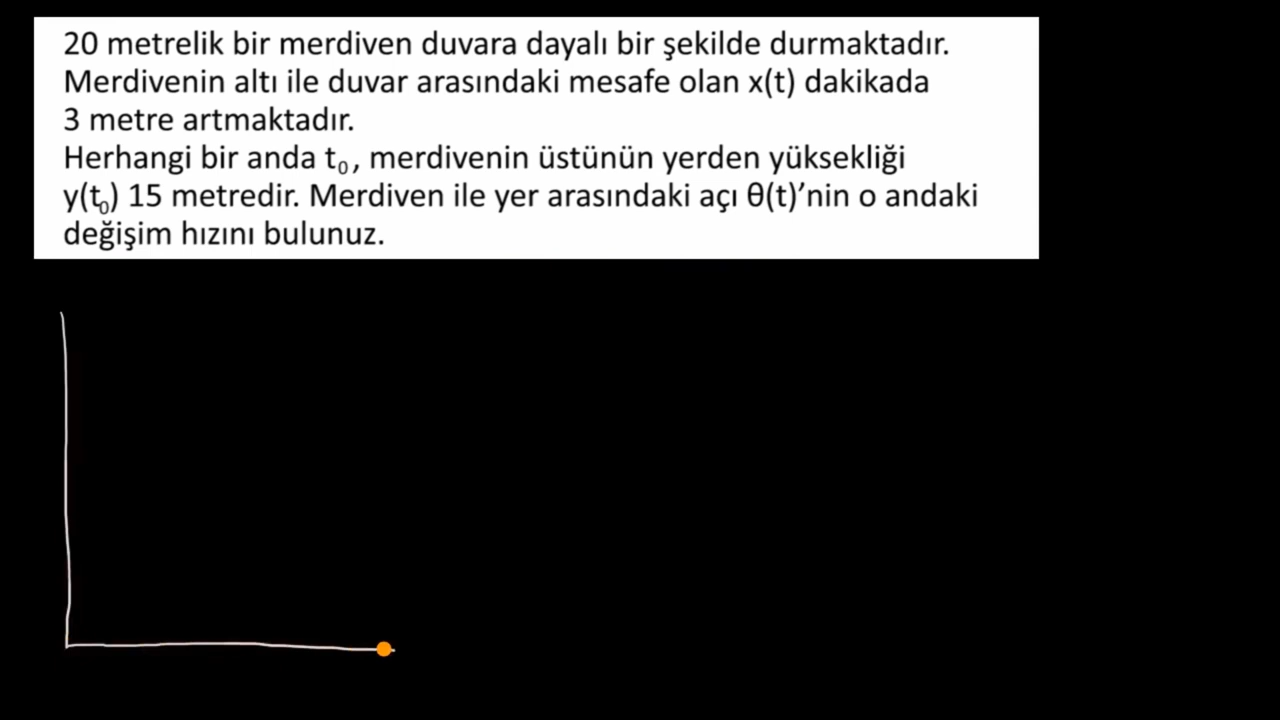 20 metrelik bir merdiven duvara dayalı bir şekilde durmaktadır.
Merdivenin altı ile duvar arasındaki mesafe olan x(t) dakikada
3 metre artmaktadır.
Herhangi bir anda t₀, merdivenin üstünün yerden yüksekliği
y(t₀) 15 metredir. Merdiven ile yer arasındaki açı θ(t)’nin o andaki
değişim hızını bulunuz.